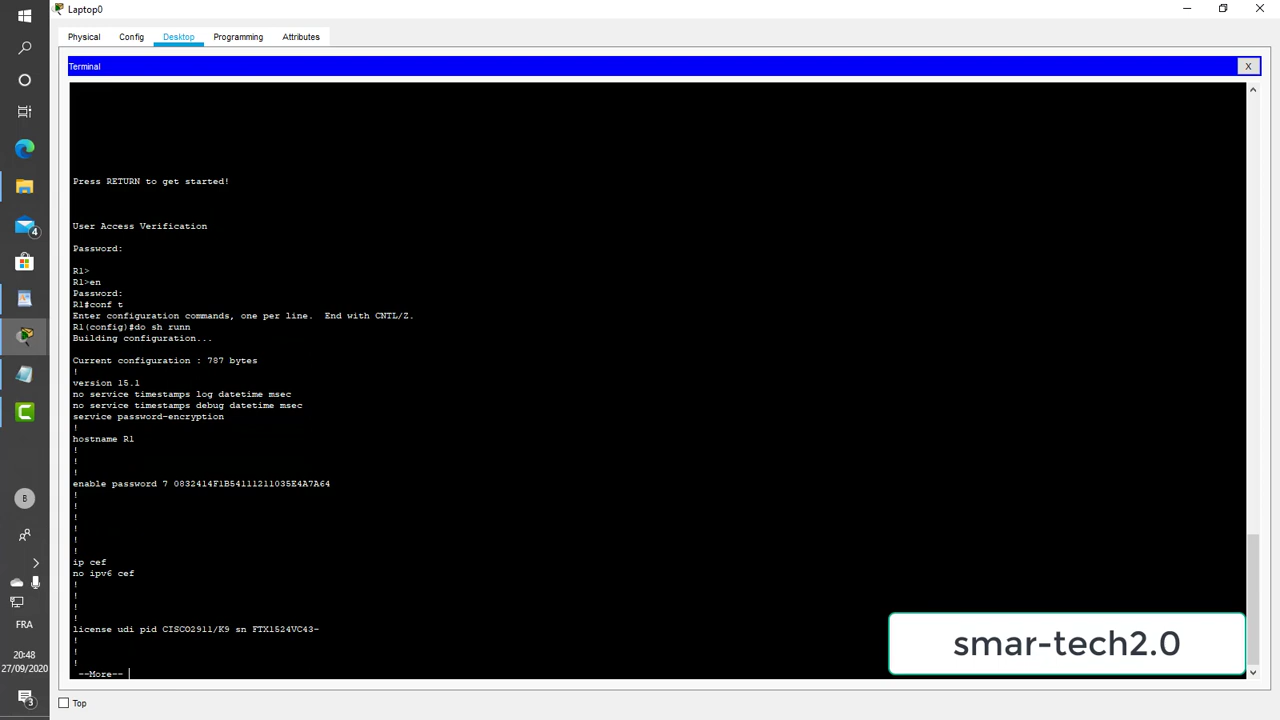 Laptop0
Physical Config Desktop Programming Attributes
Terminal X
Press RETURN to get started!
User Access Verification
Password:
R1>
R1>en
Password:
R1#conf t
Enter configuration commands, one per line.  End with CNTL/Z.
R1(config)#do sh runn
Building configuration...
Current configuration : 787 bytes
!
version 15.1
no service timestamps log datetime msec
no service timestamps debug datetime msec
service password-encryption
!
hostname R1
!
!
!
enable password 7 0832414F1B54111211035E4A7A64
!
!
!
!
!
!
ip cef
no ipv6 cef
!
!
!
!
license udi pid CISCO2911/K9 sn FTX1524VC43-
!
!
!
--More--
Top
smar-tech2.0
4
B
FRA
20:48
27/09/2020
3